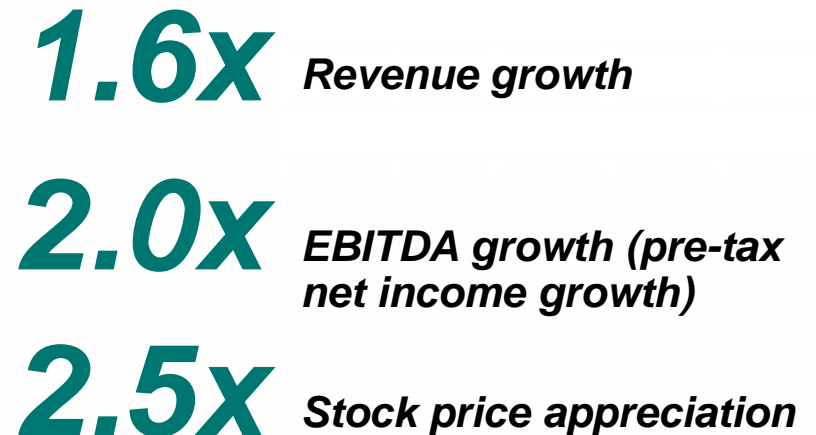 1.6x Revenue growth
2.0x EBITDA growth (pre-tax
net income growth)
2.5x Stock price appreciation